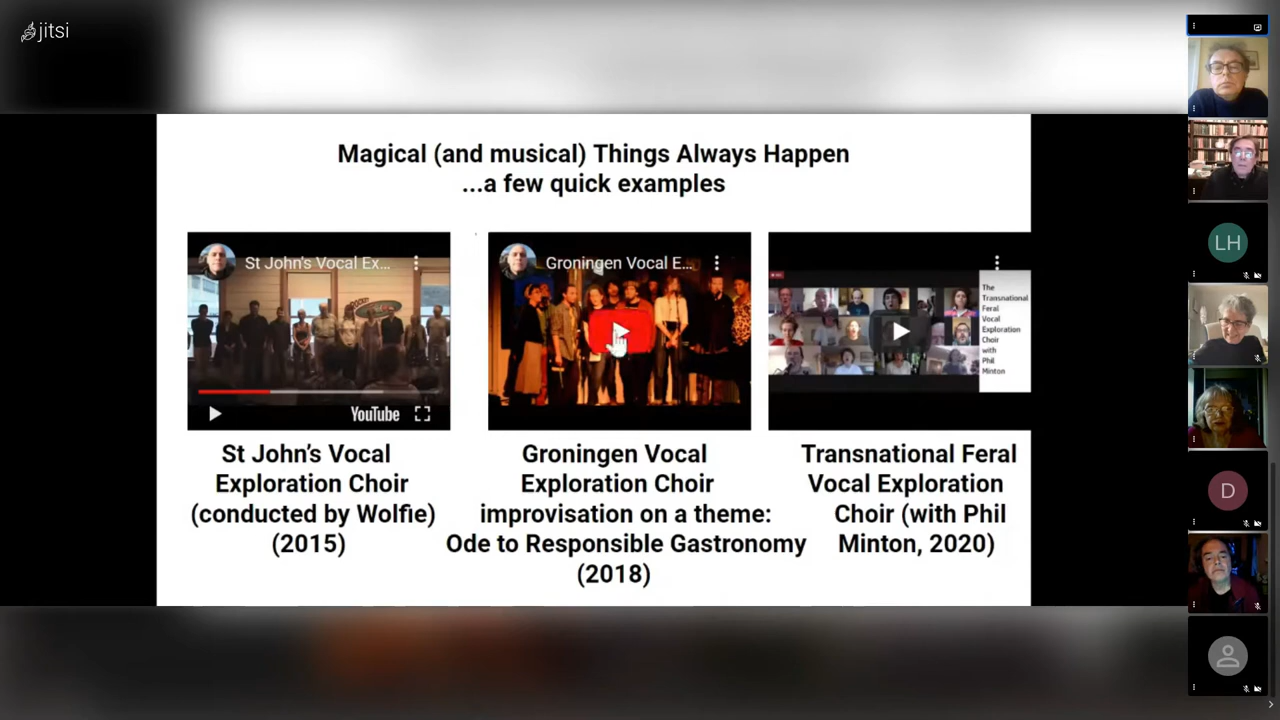 jitsi
Magical (and musical) Things Always Happen
...a few quick examples
St John's Vocal Ex...
Groningen Vocal E...
The
Transnational
Feral
Vocal
Exploration
Choir
with
Phil
Minton
YouTube
St John's Vocal
Exploration Choir
(conducted by Wolfie)
(2015)
Groningen Vocal
Exploration Choir
improvisation on a theme:
Ode to Responsible Gastronomy
(2018)
Transnational Feral
Vocal Exploration
Choir (with Phil
Minton, 2020)
LH
D